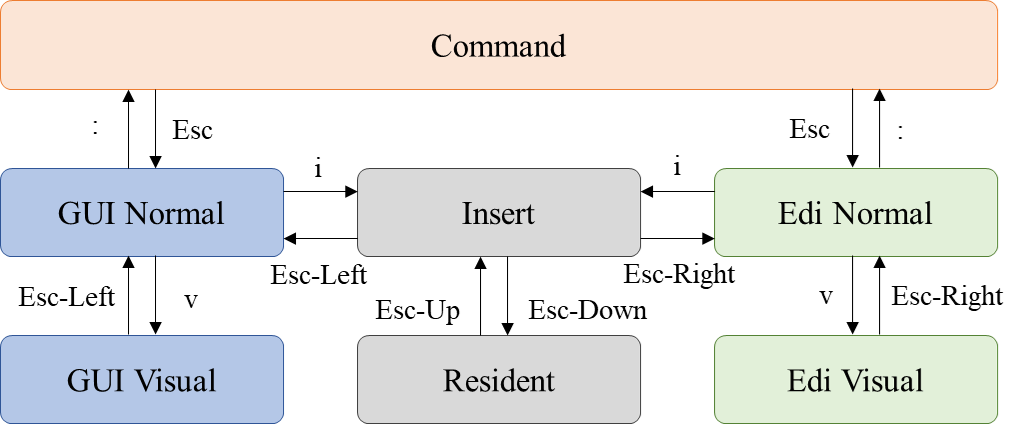 Command
:
Esc
Esc
:
GUI Normal
i
Insert
i
Edi Normal
Esc-Left
Esc-Right
Esc-Left
v
Esc-Up
Esc-Down
v
Esc-Right
GUI Visual
Resident
Edi Visual